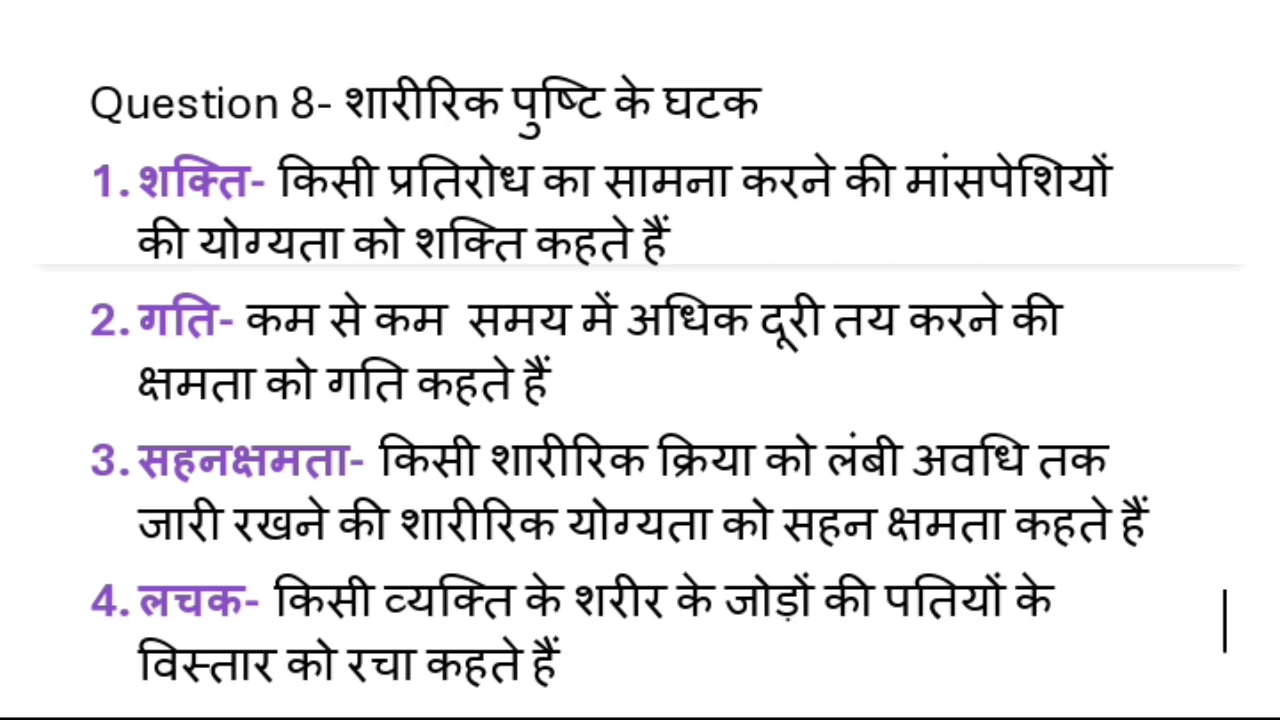 Question 8- शारीरिक पुष्टि के घटक
1. शक्ति- किसी प्रतिरोध का सामना करने की मांसपेशियों
की योग्यता को शक्ति कहते हैं
2. गति- कम से कम समय में अधिक दूरी तय करने की
क्षमता को गति कहते हैं
3. सहनक्षमता- किसी शारीरिक क्रिया को लंबी अवधि तक
जारी रखने की शारीरिक योग्यता को सहन क्षमता कहते हैं
4. लचक- किसी व्यक्ति के शरीर के जोड़ों की पतियों के
विस्तार को रचा कहते हैं